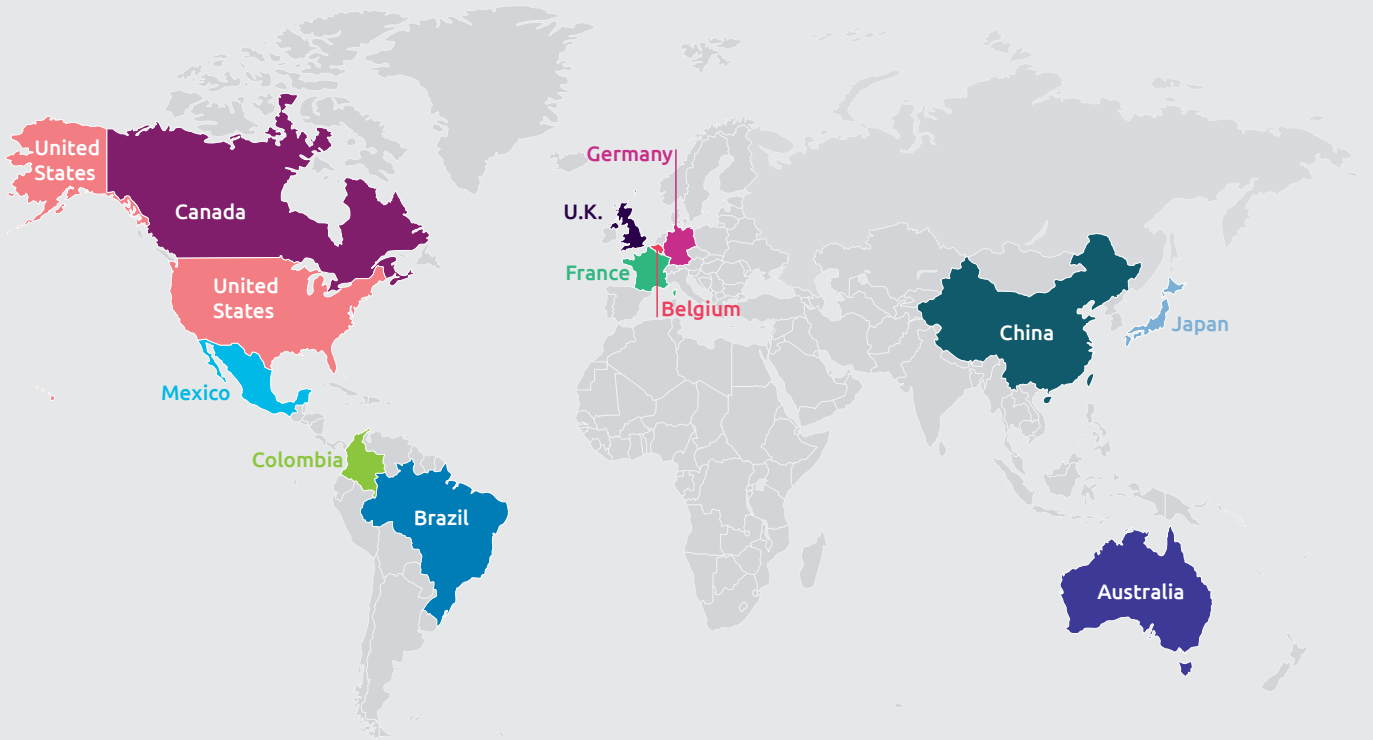 United
States
Canada
United
States
Mexico
Colombia
Brazil
Germany
U.K.
France
Belgium
China
Japan
Australia